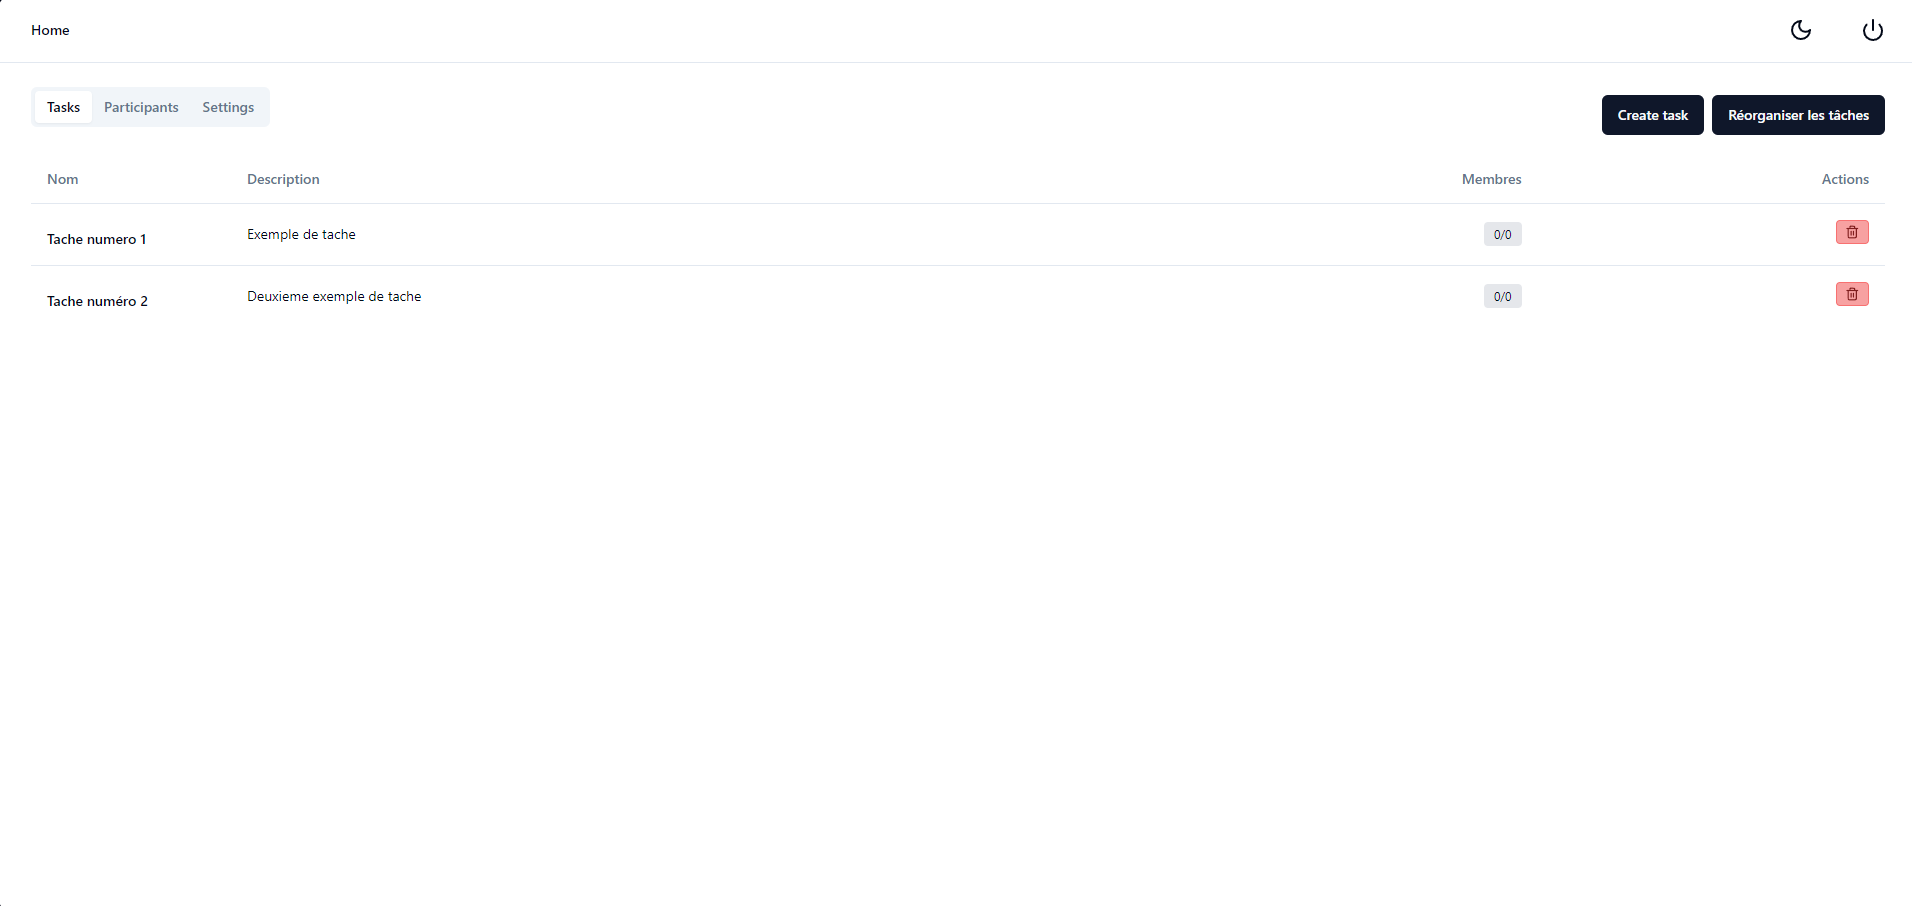 Home
Tasks Participants Settings
Create task Réorganiser les tâches
Nom Description Membres Actions
Tache numero 1 Exemple de tache 0/0
Tache numéro 2 Deuxieme exemple de tache 0/0